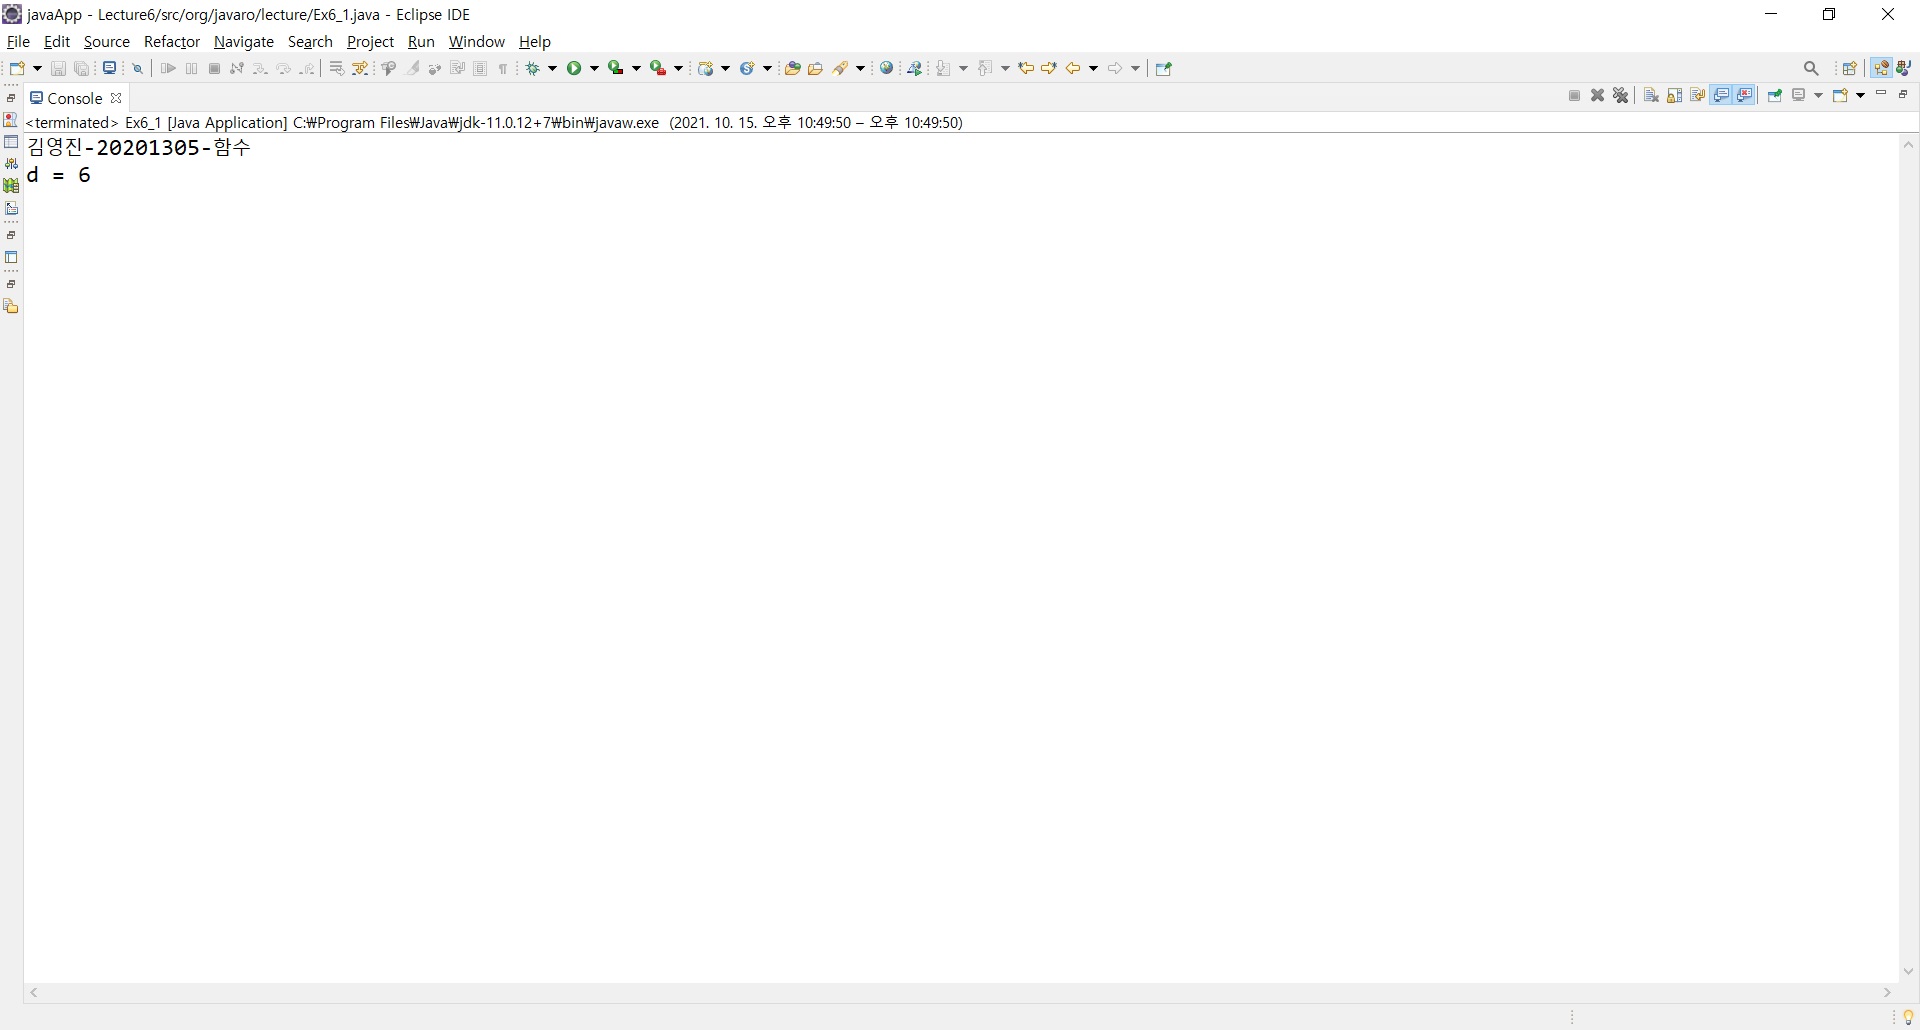 javaApp - Lecture6/src/org/javaro/lecture/Ex6_1.java - Eclipse IDE
File Edit Source Refactor Navigate Search Project Run Window Help
Console
<terminated> Ex6_1 [Java Application] C:₩Program Files₩Java₩jdk-11.0.12+7₩bin₩javaw.exe (2021. 10. 15. 오후 10:49:50 – 오후 10:49:50)
김영진-20201305-함수
d = 6